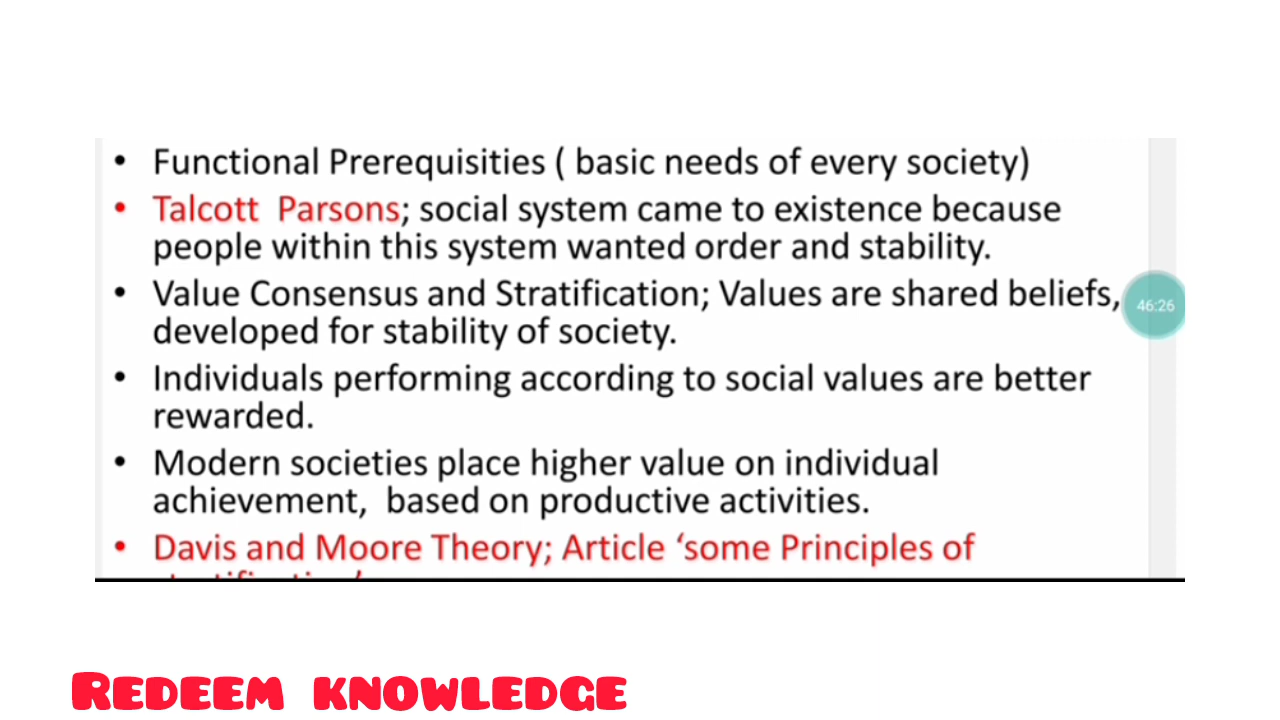 • Functional Prerequisities ( basic needs of every society)
• Talcott Parsons; social system came to existence because
people within this system wanted order and stability.
• Value Consensus and Stratification; Values are shared beliefs,
developed for stability of society.
46:26
• Individuals performing according to social values are better
rewarded.
• Modern societies place higher value on individual
achievement, based on productive activities.
• Davis and Moore Theory; Article ‘some Principles of
REDEEM KNOWLEDGE